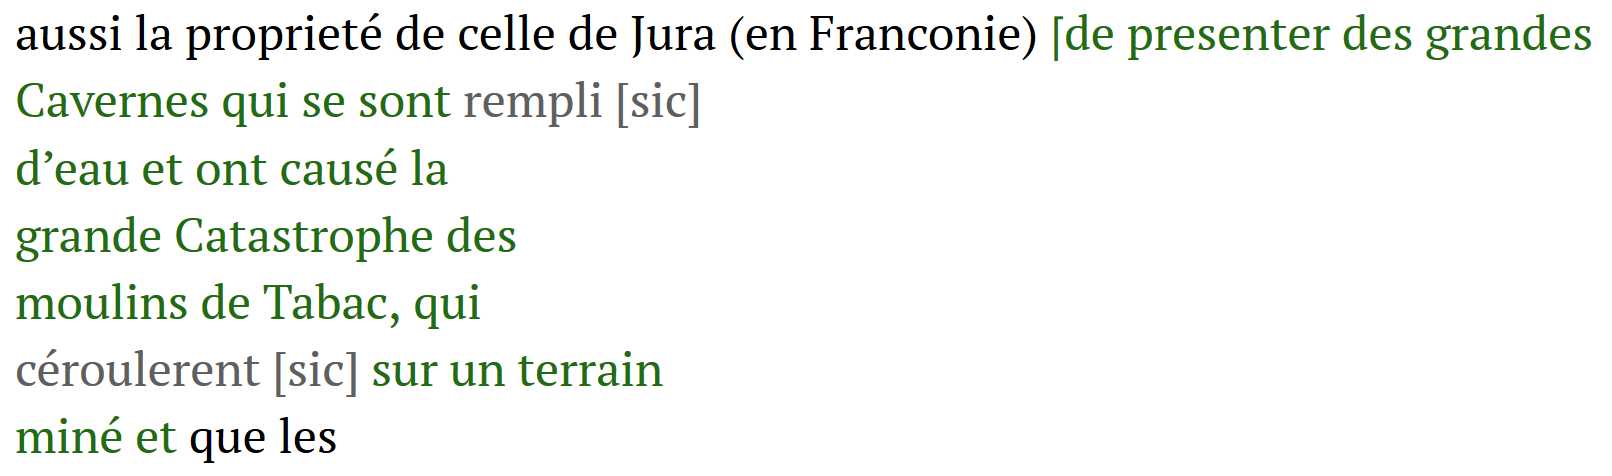 aussi la proprieté de celle de Jura (en Franconie) [de presenter des grandes
Cavernes qui se sont rempli [sic]
d’eau et ont causé la
grande Catastrophe des
moulins de Tabac, qui
céroulerent [sic] sur un terrain
miné et que les